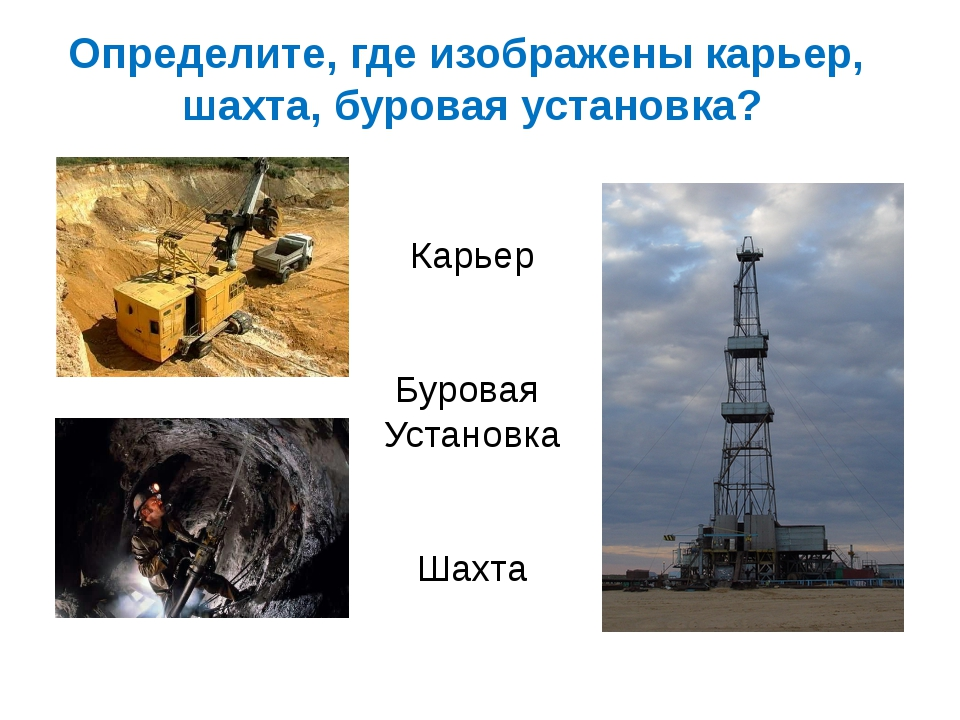 Определите, где изображены карьер,
шахта, буровая установка?
Карьер
Буровая
Установка
Шахта